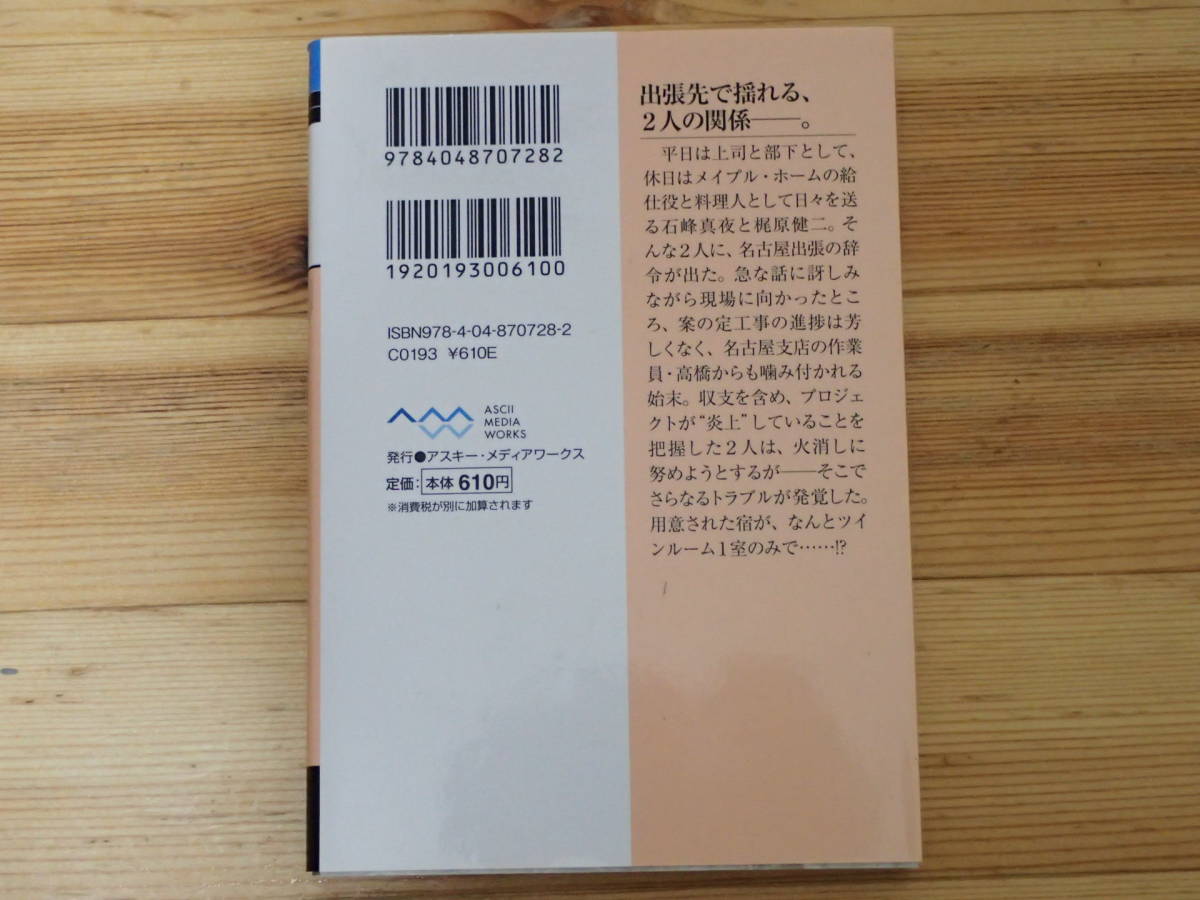 9784048707282
1920193006100
ISBN978-4-04-870728-2
C0193 ¥610E
ASCII
MEDIA
WORKS
発行●アスキー・メディアワークス
定価：本体610円
※消費税が別に加算されます
出張先で揺れる、
２人の関係――。
平日は上司と部下として、
休日はメイプル・ホームの給
仕役と料理人として日々を送
る石峰真夜と梶原健二。そ
んな２人に、名古屋出張の辞
令が出た。急な話に訝しみ
ながら現場に向かったとこ
ろ、案の定工事の進捗は芳
しくなく、名古屋支店の作業
員・高橋からも噛み付かれる
始末。収支を含め、プロジェ
クトが“炎上”していることを
把握した２人は、火消しに
努めようとするが――そこで
さらなるトラブルが発覚した。
用意された宿が、なんとツイ
ンルーム１室のみで……!?